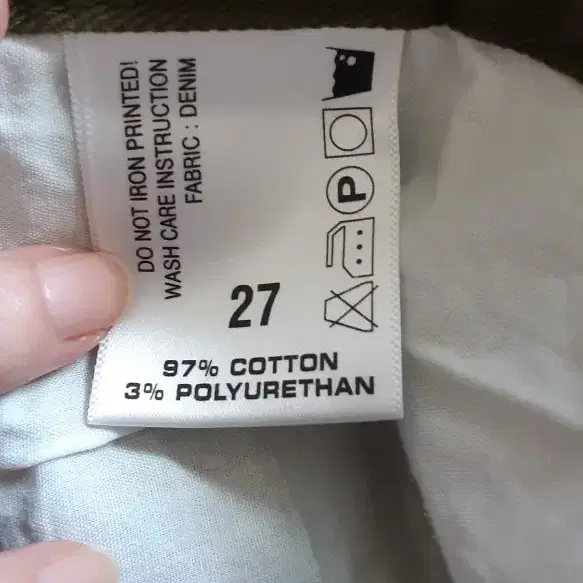 DO NOT IRON PRINTED!
WASH CARE INSTRUCTION
FABRIC : DENIM
P
27
97% COTTON
3% POLYURETHAN